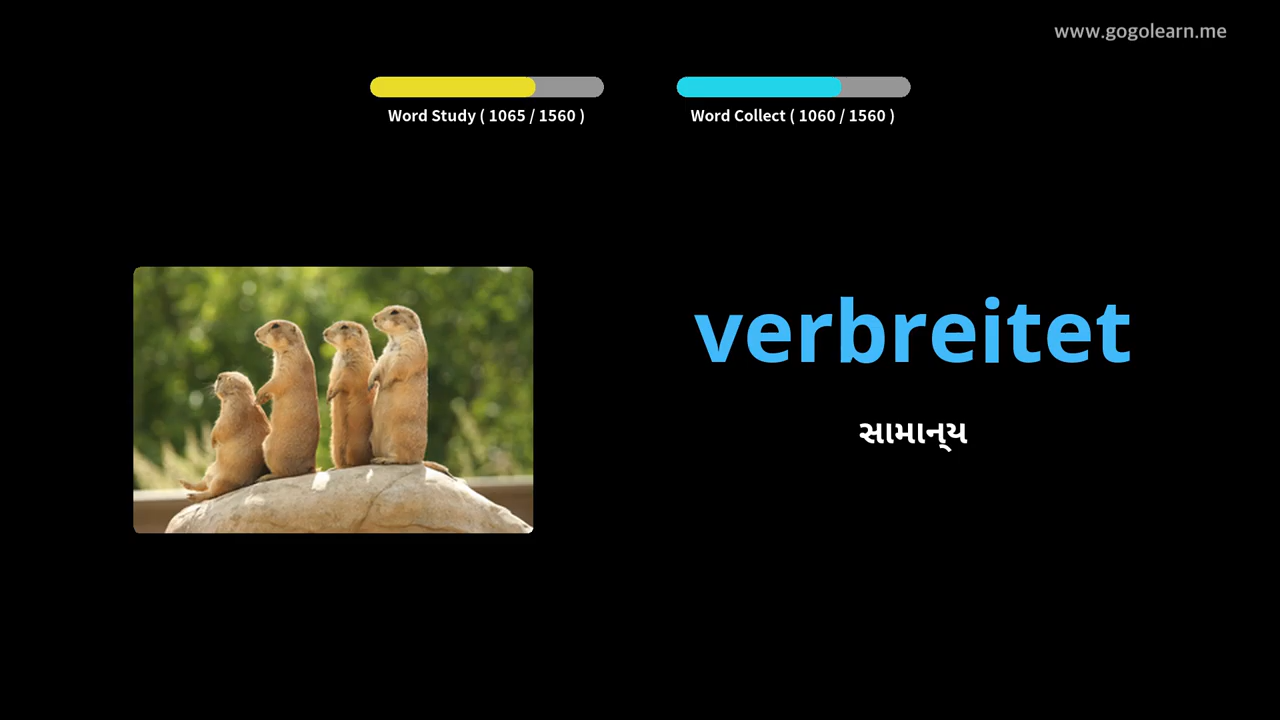 www.gogolearn.me
Word Study ( 1065 / 1560 )
Word Collect ( 1060 / 1560 )
verbreitet
સામાન્ય